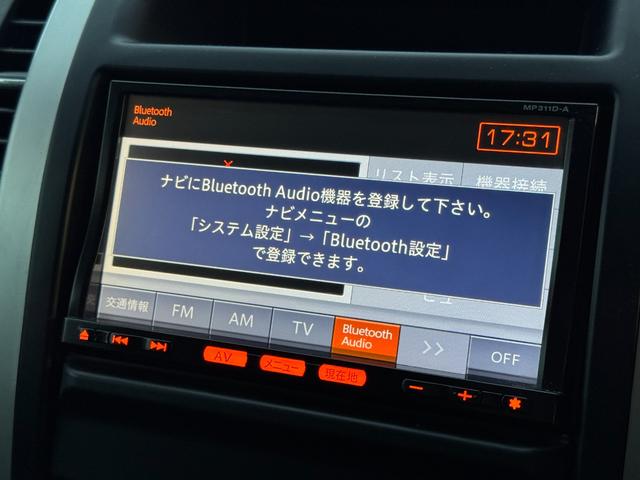 MP311D-A
Bluetooth
Audio
17:31
リスト表示
機器接続
ナビにBluetooth Audio機器を登録して下さい。
ナビメニューの
「システム設定」→「Bluetooth設定」
で登録できます。
交通情報
FM
AM
TV
Bluetooth
Audio
>>
OFF
AV
メニュー
現在地